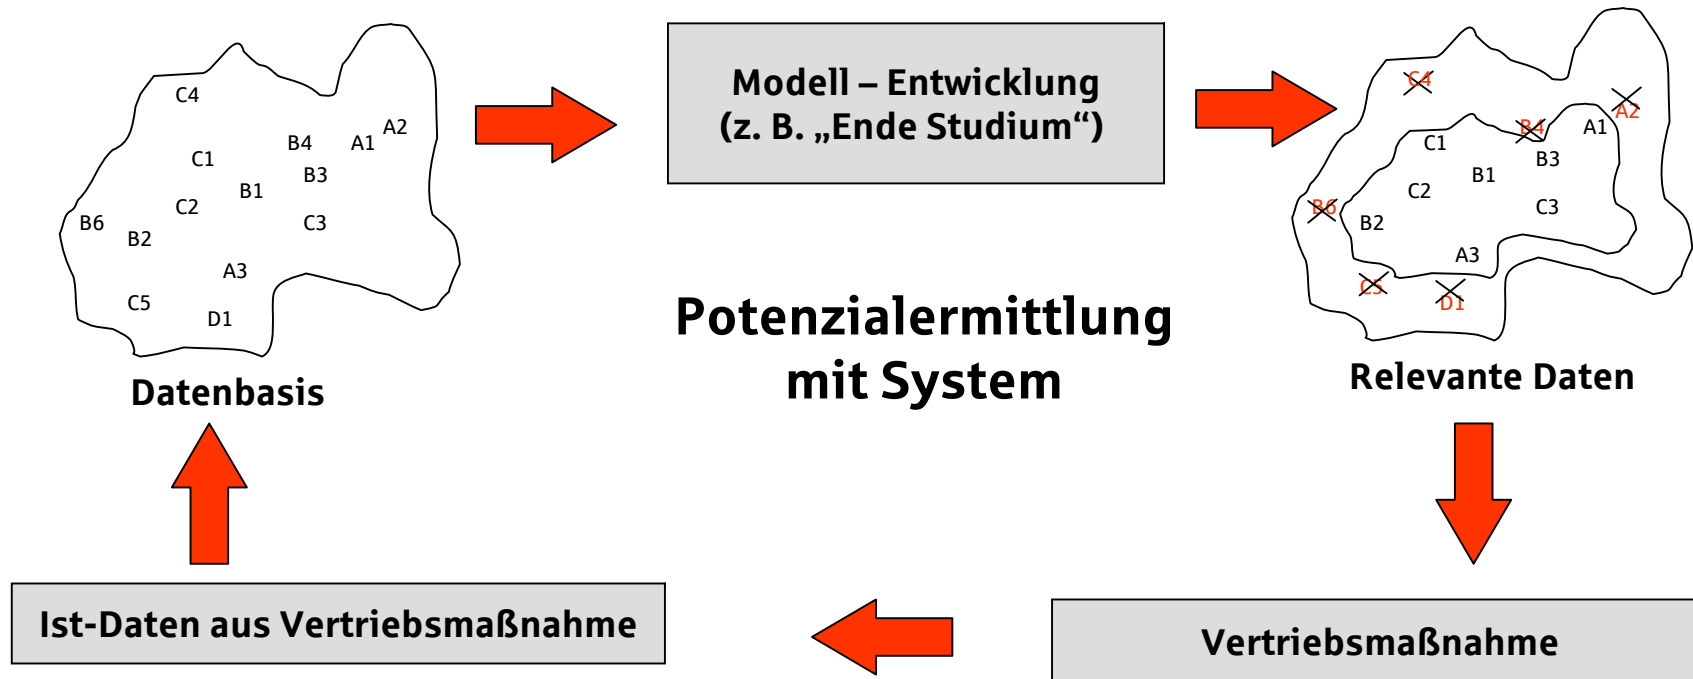 C4
A2
B4
A1
C1
B3
B1
C2
B6
C3
B2
A3
C5
D1
Datenbasis
Modell – Entwicklung
(z. B. „Ende Studium“)
Potenzialermittlung
mit System
C4
A2
B4
A1
C1
B3
B1
C2
B6
C3
B2
A3
C5
D1
Relevante Daten
Vertriebsmaßnahme
Ist-Daten aus Vertriebsmaßnahme